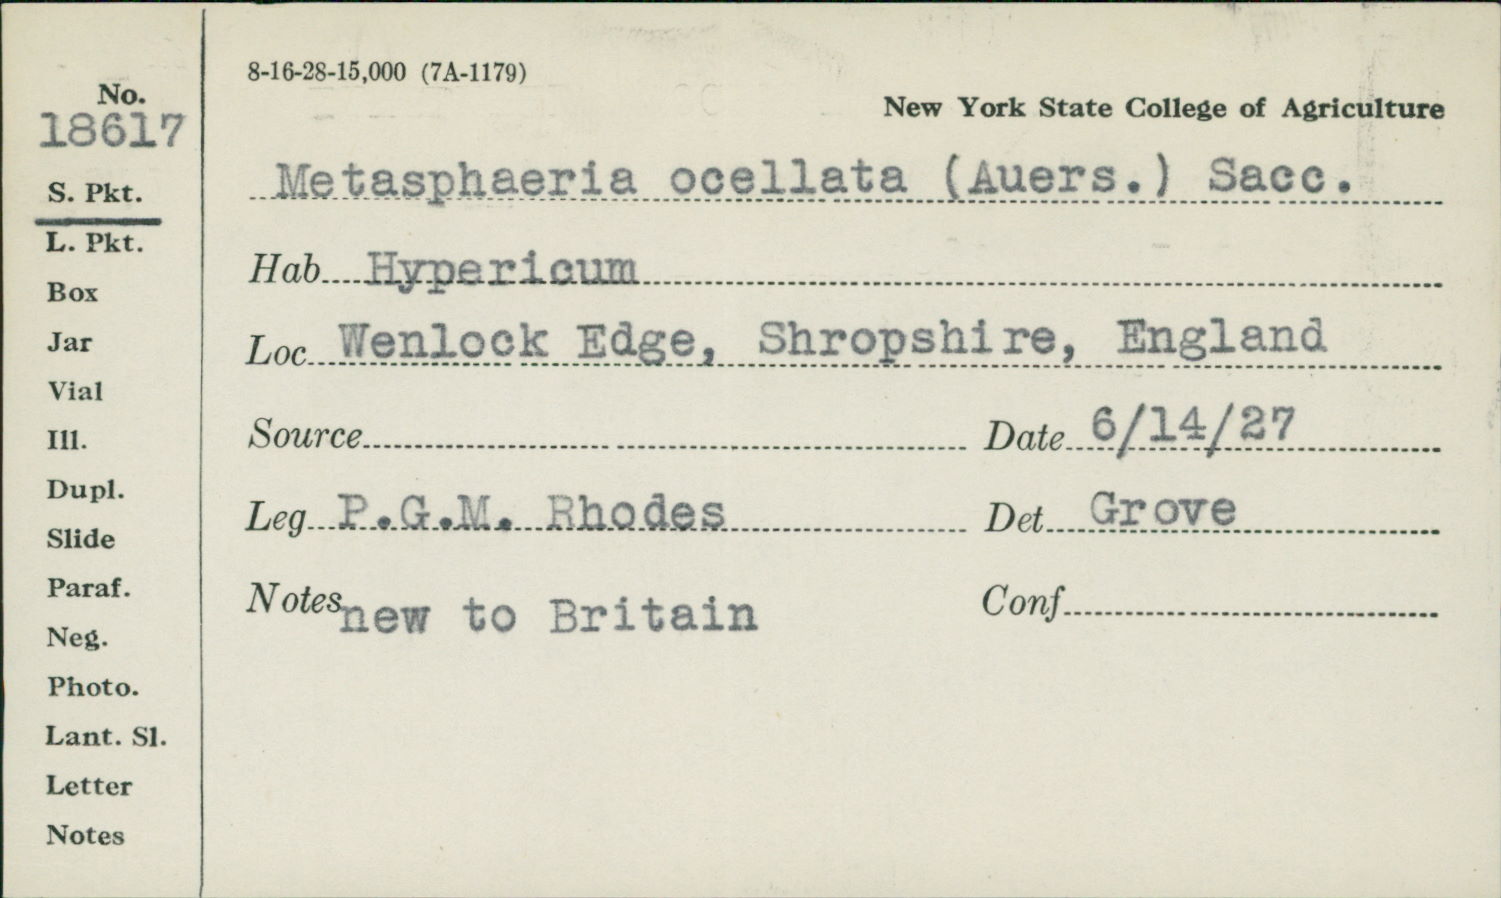 8-16-28-15,000 (7A-1179)
New York State College of Agriculture
No.
18617
S. Pkt.
L. Pkt.
Box
Jar
Vial
Ill.
Dupl.
Slide
Paraf.
Neg.
Photo.
Lant. Sl.
Letter
Notes
Metasphaeria ocellata (Auers.) Sacc.
Hab Hypericum
Loc Wenlock Edge, Shropshire, England
Source Date 6/14/27
Leg P.G.M. Rhodes Det Grove
Notes new to Britain Conf